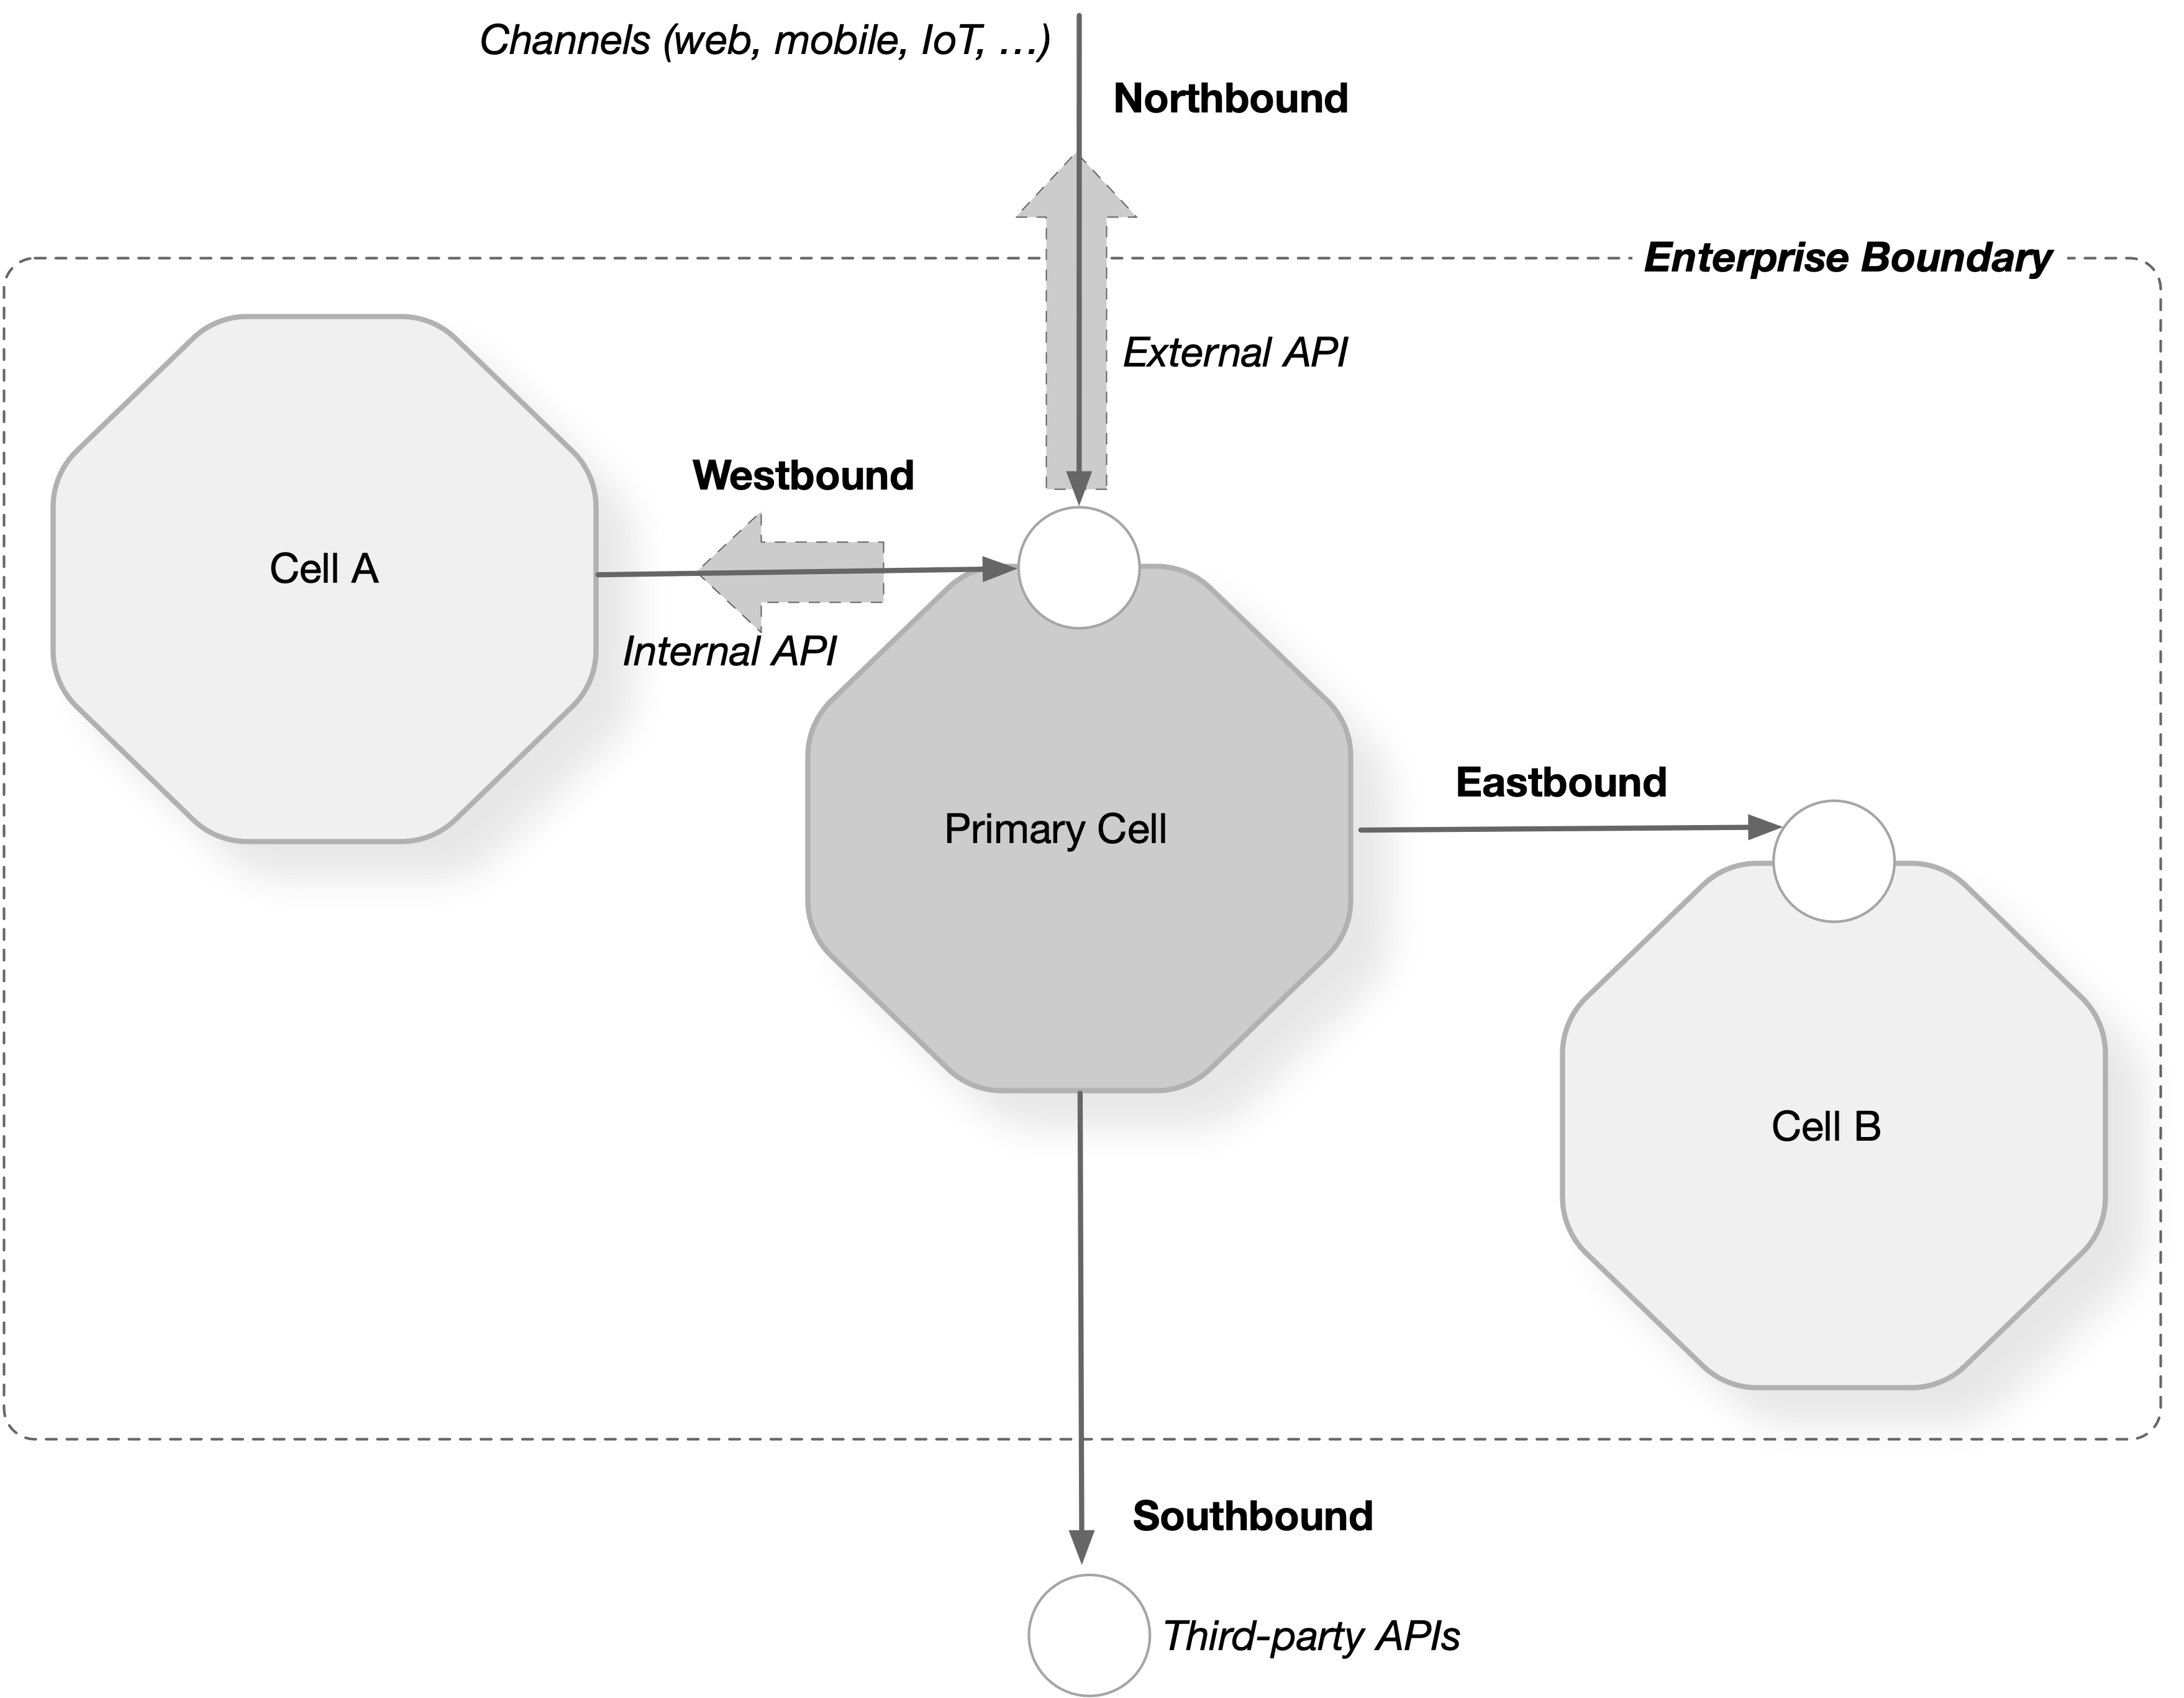 Channels (web, mobile, IoT, ...)
Northbound
Enterprise Boundary
External API
Westbound
Cell A
Internal API
Eastbound
Primary Cell
Cell B
Southbound
Third-party APIs